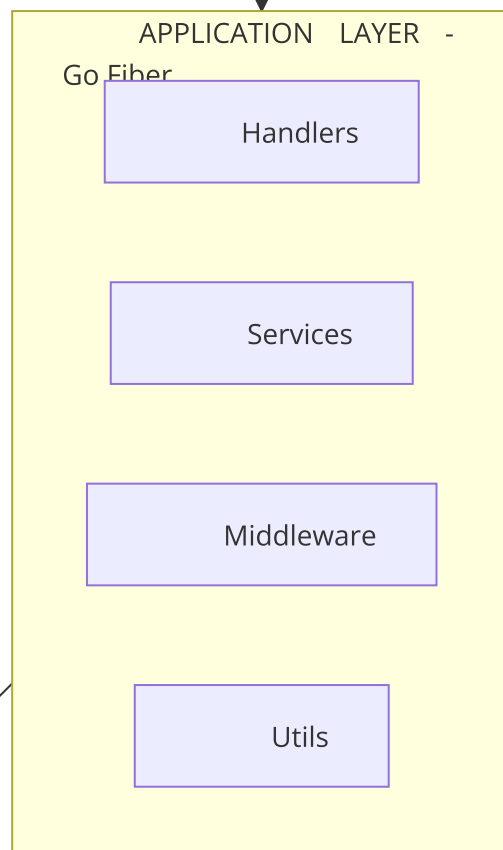 APPLICATION LAYER -
Go Fiber
Handlers
Services
Middleware
Utils